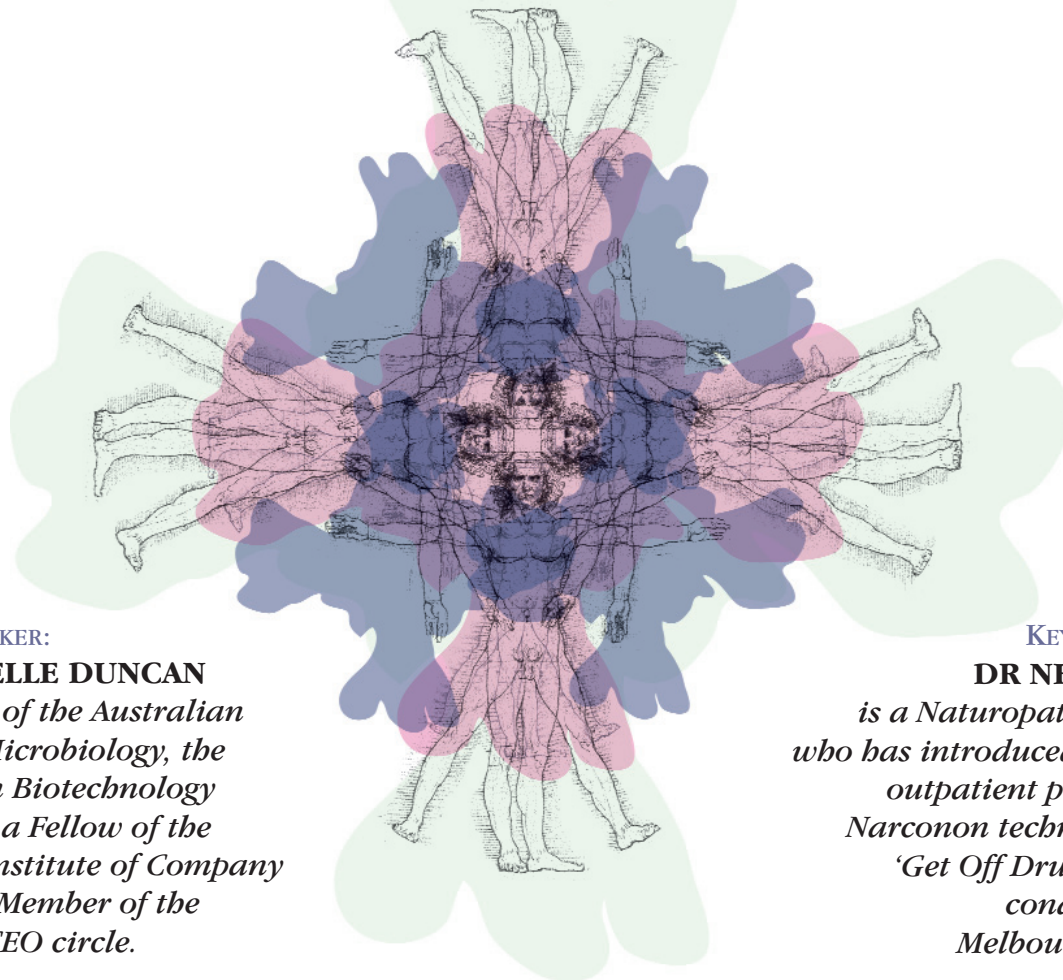 KER:
ELLE DUNCAN
of the Australian
Microbiology, the
Biotechnology
a Fellow of the
nstitute of Company
Member of the
EO circle.
KEY
DR NE
is a Naturopat
who has introduced
outpatient p
Narconon techn
‘Get Off Dru
cond
Melbou